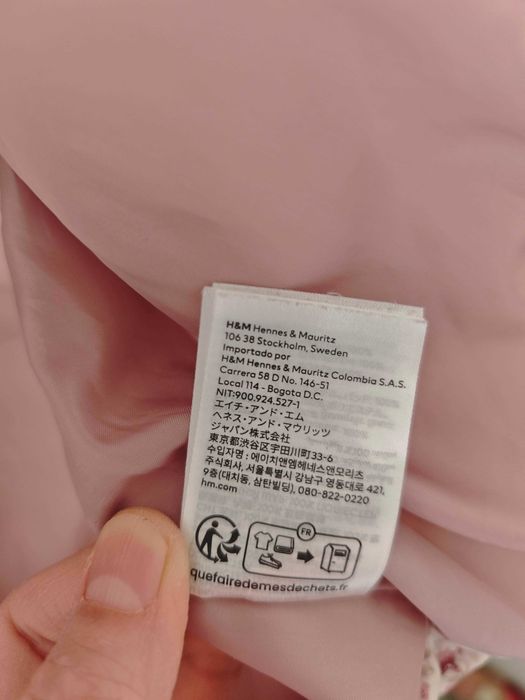 H&M Hennes & Mauritz
106 38 Stockholm, Sweden
Importado por
H&M Hennes & Mauritz Colombia S.A.S.
Carrera 58 D No. 146-51
Local 114 - Bogota D.C.
NIT:900.924.527-1
エイチ・アンド・エム
ヘネス・アンド・マウリッツ
ジャパン株式会社
東京都渋谷区宇田川町33-6
수입자명 : 에이치앤엠헤네스앤모리츠
주식회사, 서울특별시 강남구 영동대로 421,
9층(대치동, 삼탄빌딩), 080-822-0220
hm.com
FR
quefairedemesdechets.fr